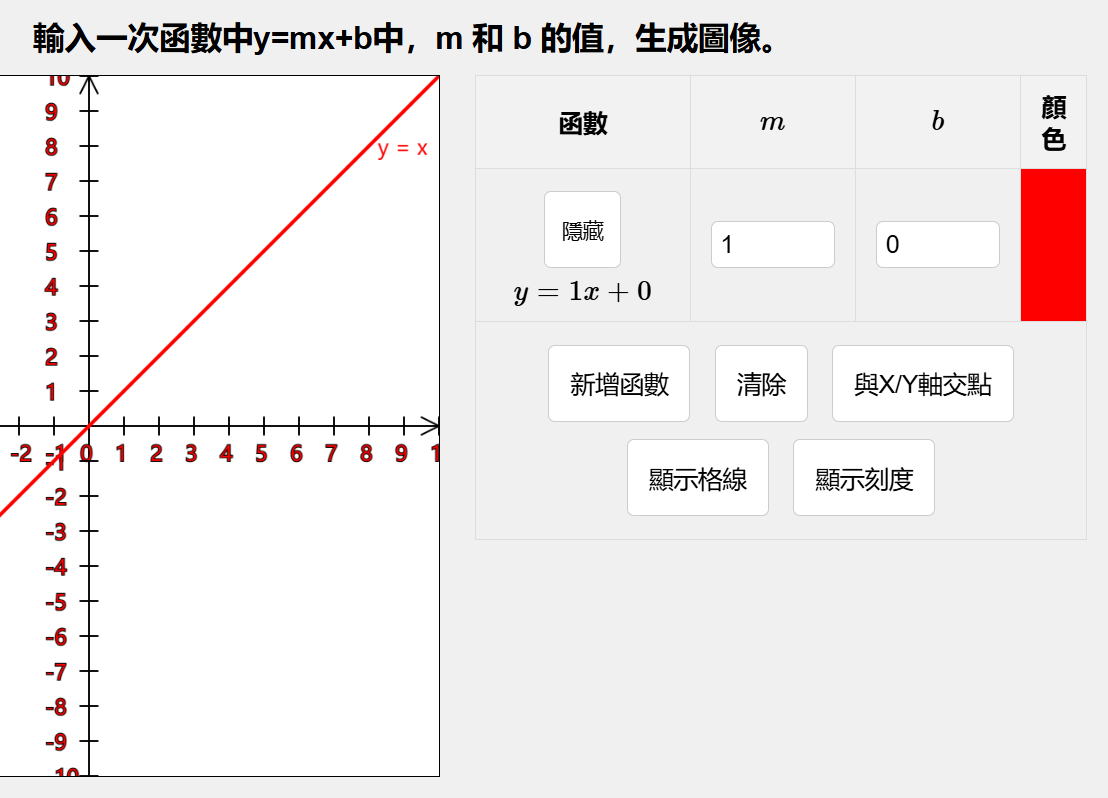 輸入一次函數中y=mx+b中，m 和 b 的值，生成圖像。
10
9
8
7
6
5
4
3
2
1
y = x
-2 -1 0 1 2 3 4 5 6 7 8 9 1
-1
-2
-3
-4
-5
-6
-7
-8
-9
-10
函數 m b 顏色
隱藏
y = 1x + 0
1
0
新增函數 清除 與X/Y軸交點
顯示格線 顯示刻度